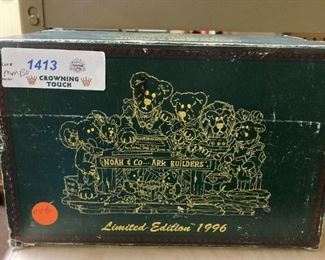 1413
CROWNING
TOUCH
NOAH & CO... ARK BUILDERS
Limited Edition 1996